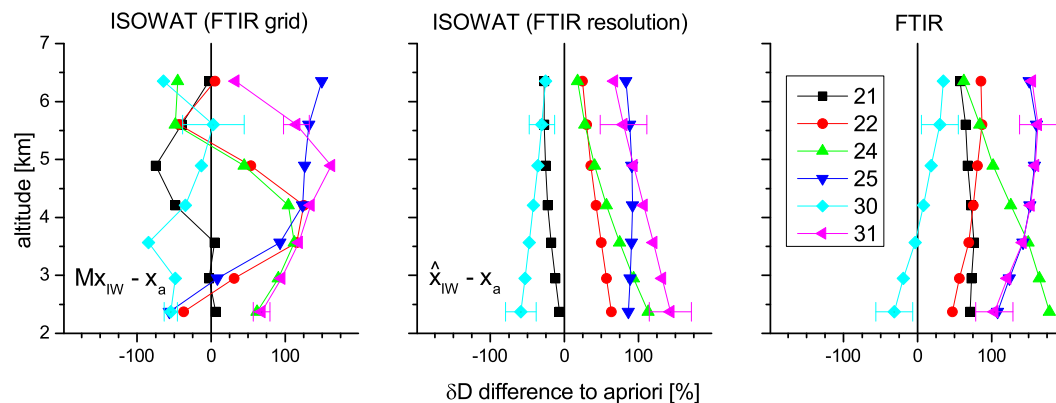 ISOWAT (FTIR grid)
ISOWAT (FTIR resolution)
FTIR
7
6
5
4
3
2
altitude [km]
Mx_IW - x_a
x̂_IW - x_a
21
22
24
25
30
31
-100 0 100
-100 0 100
0 100
δD difference to apriori [%]